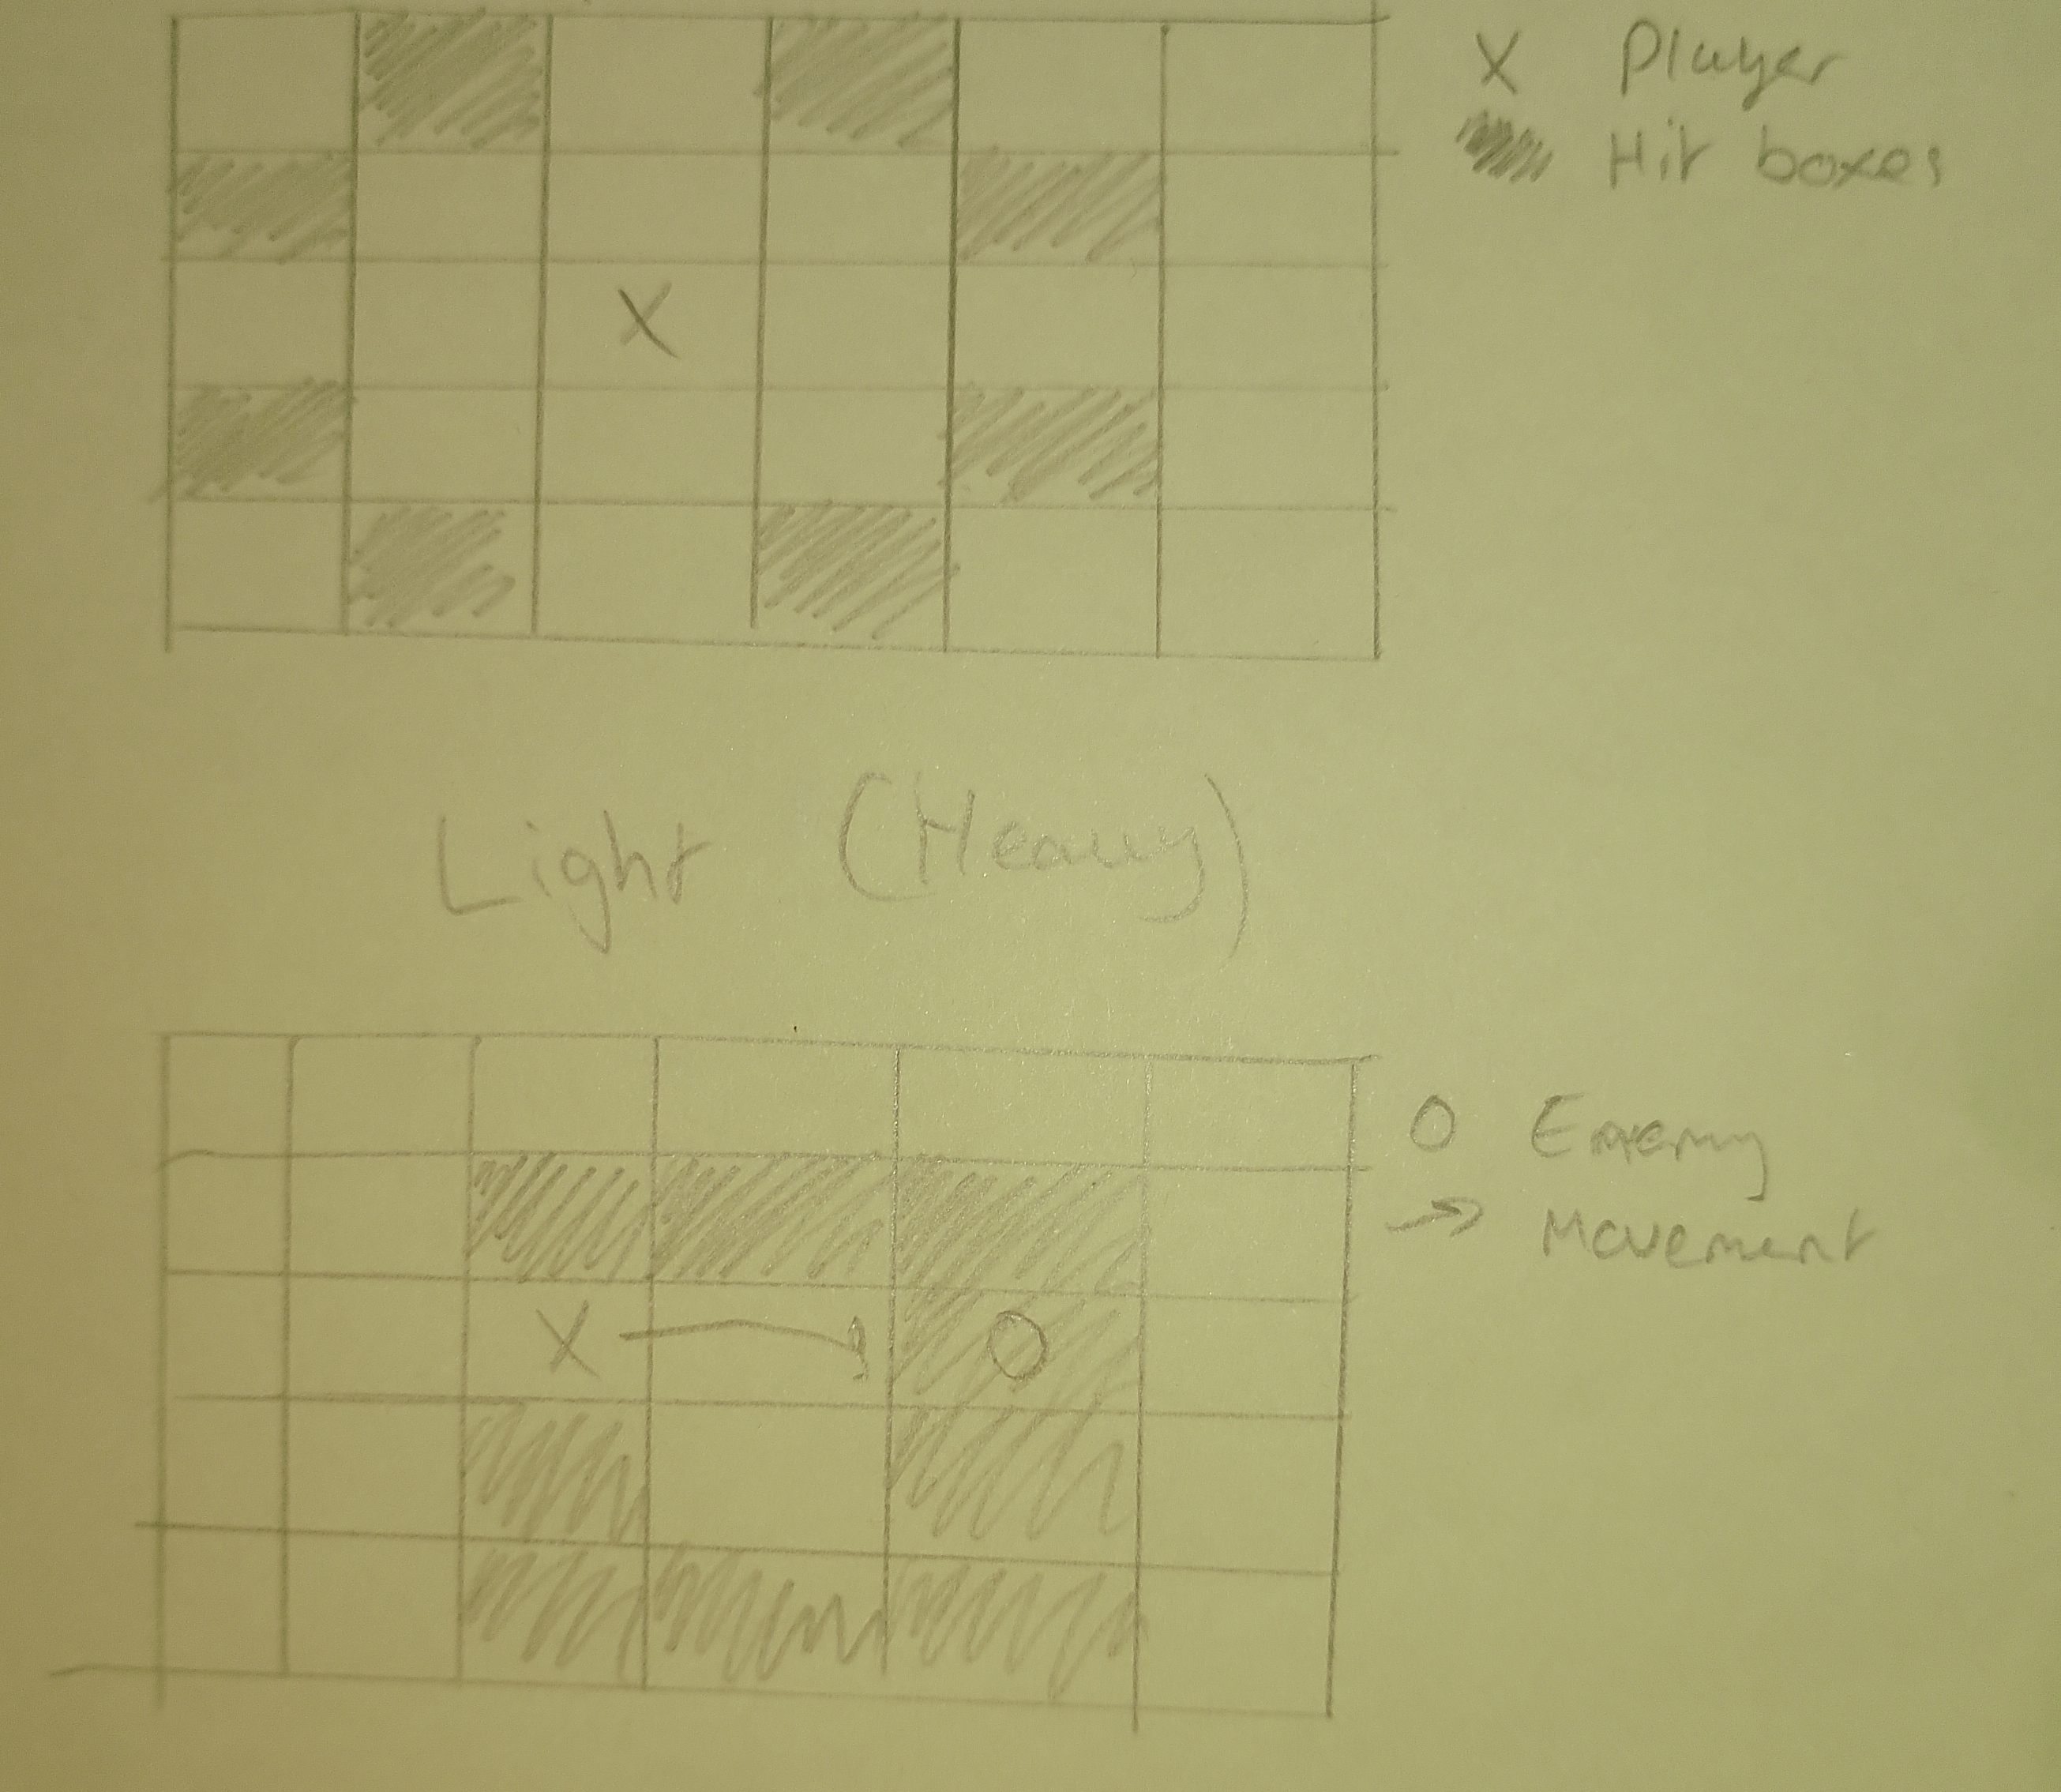 X Player
Hit boxes
X
Light (Heavy)
O Enemy
→ Movement
X → O